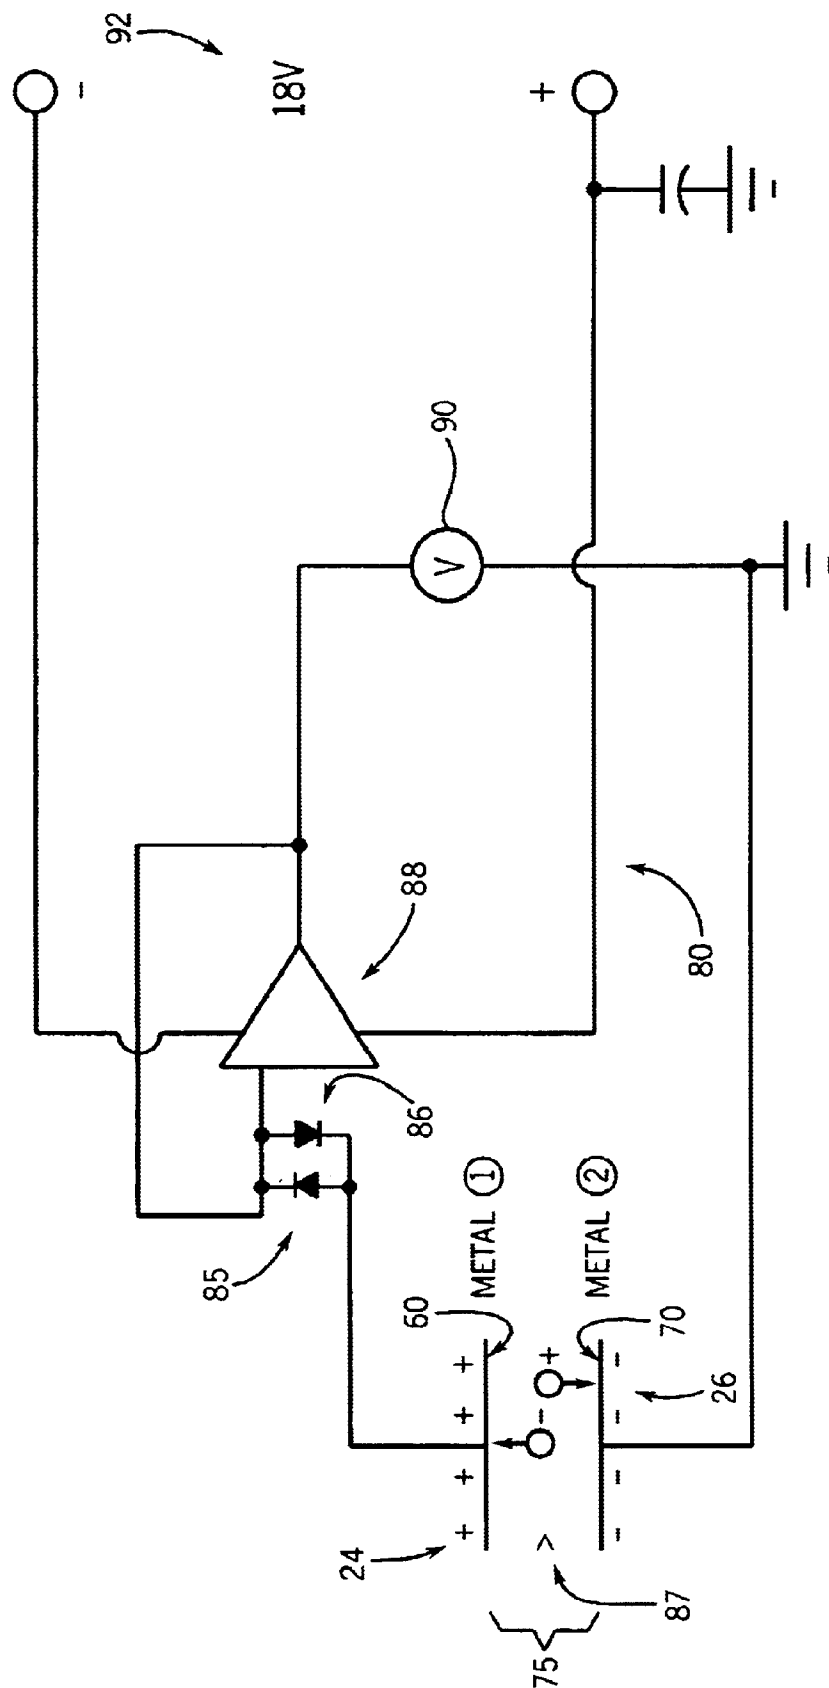 -
92
85
18V
24
60
86
88
90
V
+ + + +
METAL ①
75
V
-
+
+
METAL ②
- - - -
87
70
80
26